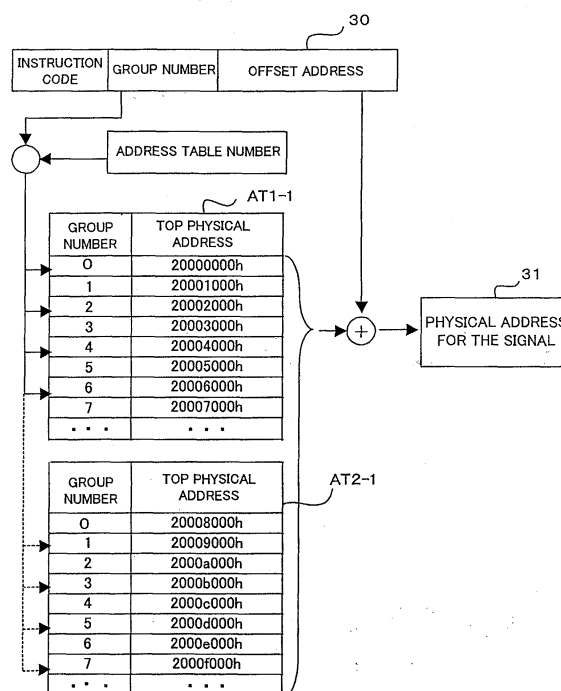 30
INSTRUCTION CODE GROUP NUMBER OFFSET ADDRESS
ADDRESS TABLE NUMBER
AT1-1
GROUP NUMBER TOP PHYSICAL ADDRESS
0 20000000h
1 20001000h
2 20002000h
3 20003000h
4 20004000h
5 20005000h
6 20006000h
7 20007000h
· · · · · ·
+
31
PHYSICAL ADDRESS
FOR THE SIGNAL
AT2-1
GROUP NUMBER TOP PHYSICAL ADDRESS
0 20008000h
1 20009000h
2 2000a000h
3 2000b000h
4 2000c000h
5 2000d000h
6 2000e000h
7 2000f000h
· · · · · ·